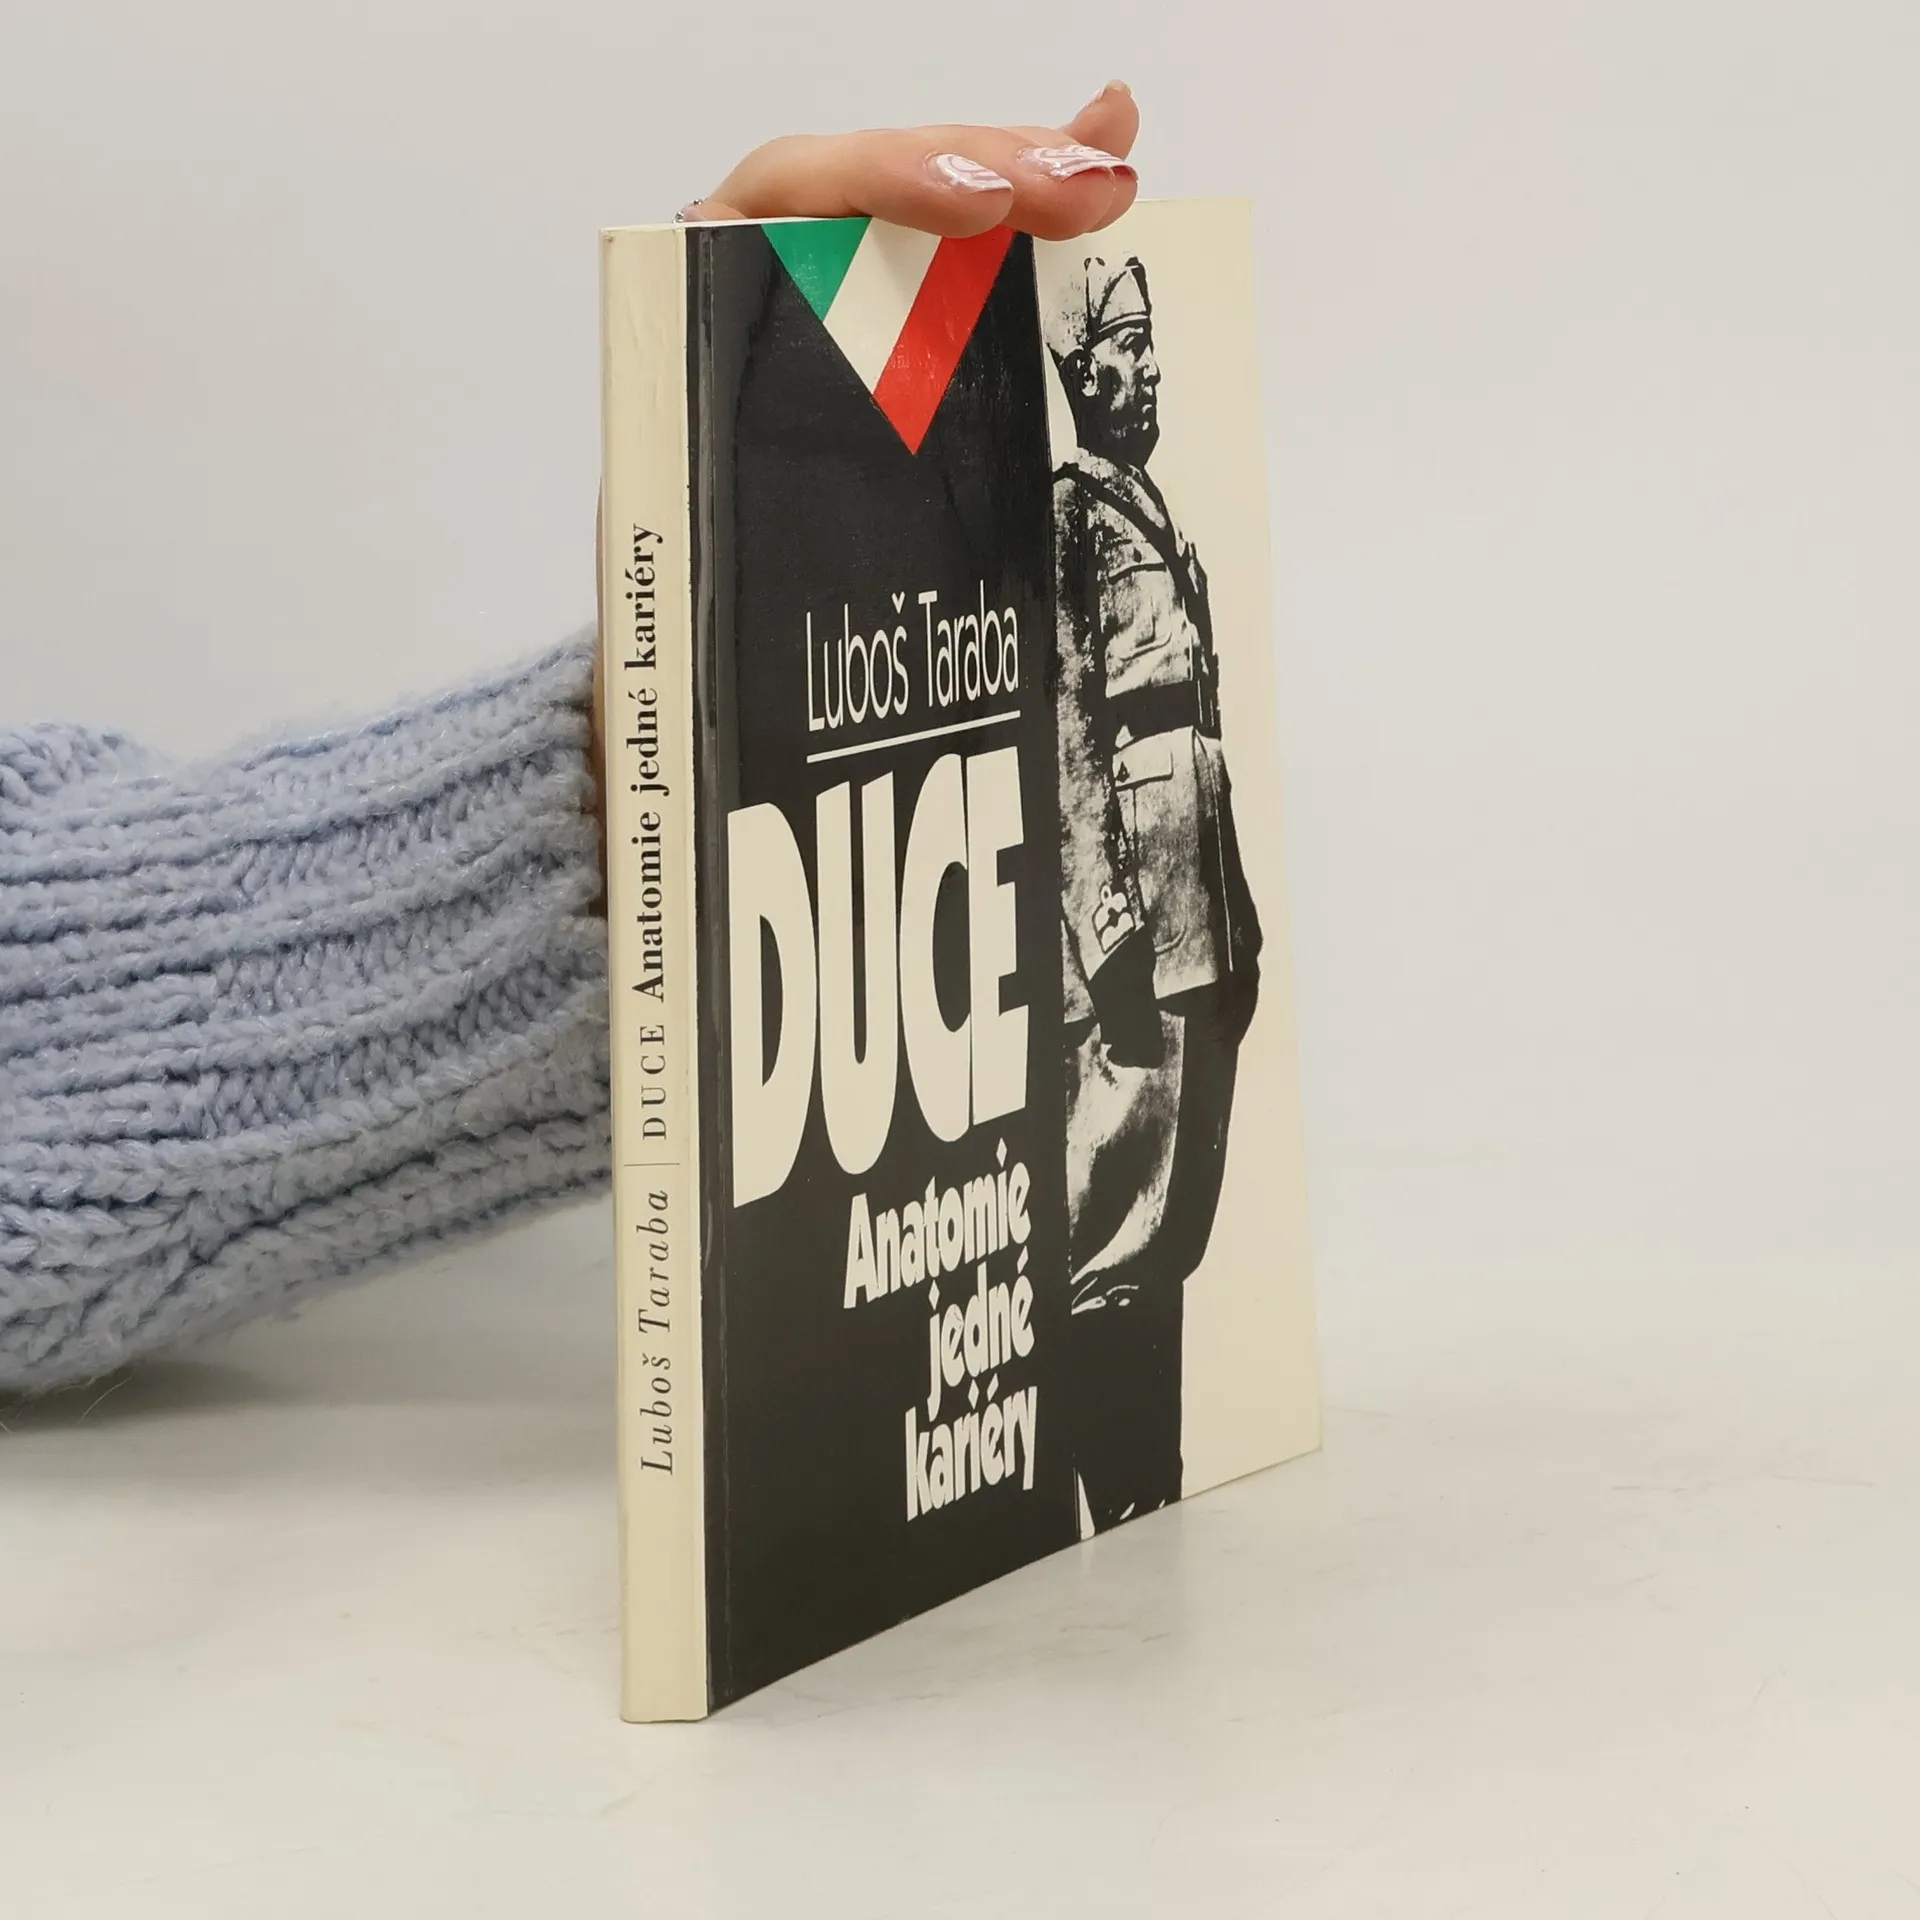 Luboš Taraba | DUCE Anatomie jedné kariéry
Luboš Taraba
DUCE
Anatomie
jedné
kariéry